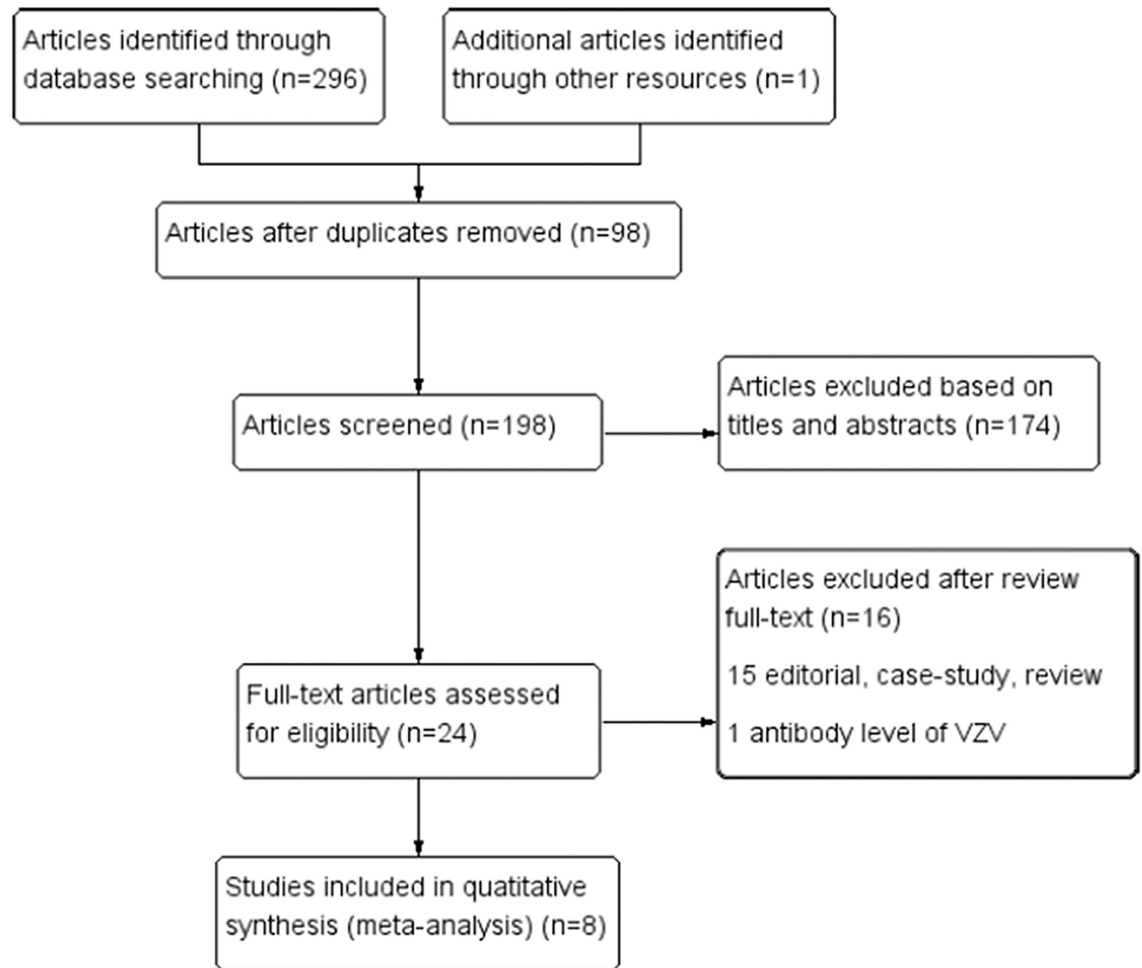 Articles identified through
database searching (n=296)
Additional articles identified
through other resources (n=1)
Articles after duplicates removed (n=98)
Articles screened (n=198)
Articles excluded based on
titles and abstracts (n=174)
Full-text articles assessed
for eligibility (n=24)
Articles excluded after review
full-text (n=16)
15 editorial, case-study, review
1 antibody level of VZV
Studies included in quatitative
synthesis (meta-analysis) (n=8)